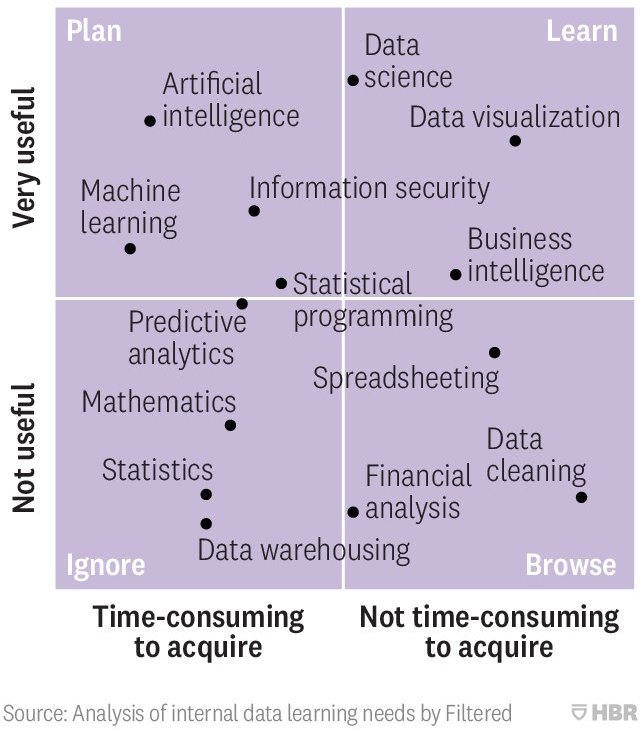 Plan
Learn
Data
science
Artificial
intelligence
Data visualization
Very useful
Machine
learning
Information security
Business
intelligence
Statistical
programming
Predictive
analytics
Spreadsheeting
Not useful
Mathematics
Data
cleaning
Statistics
Financial
analysis
Data warehousing
Ignore
Browse
Time-consuming
to acquire
Not time-consuming
to acquire
Source: Analysis of internal data learning needs by Filtered
HBR